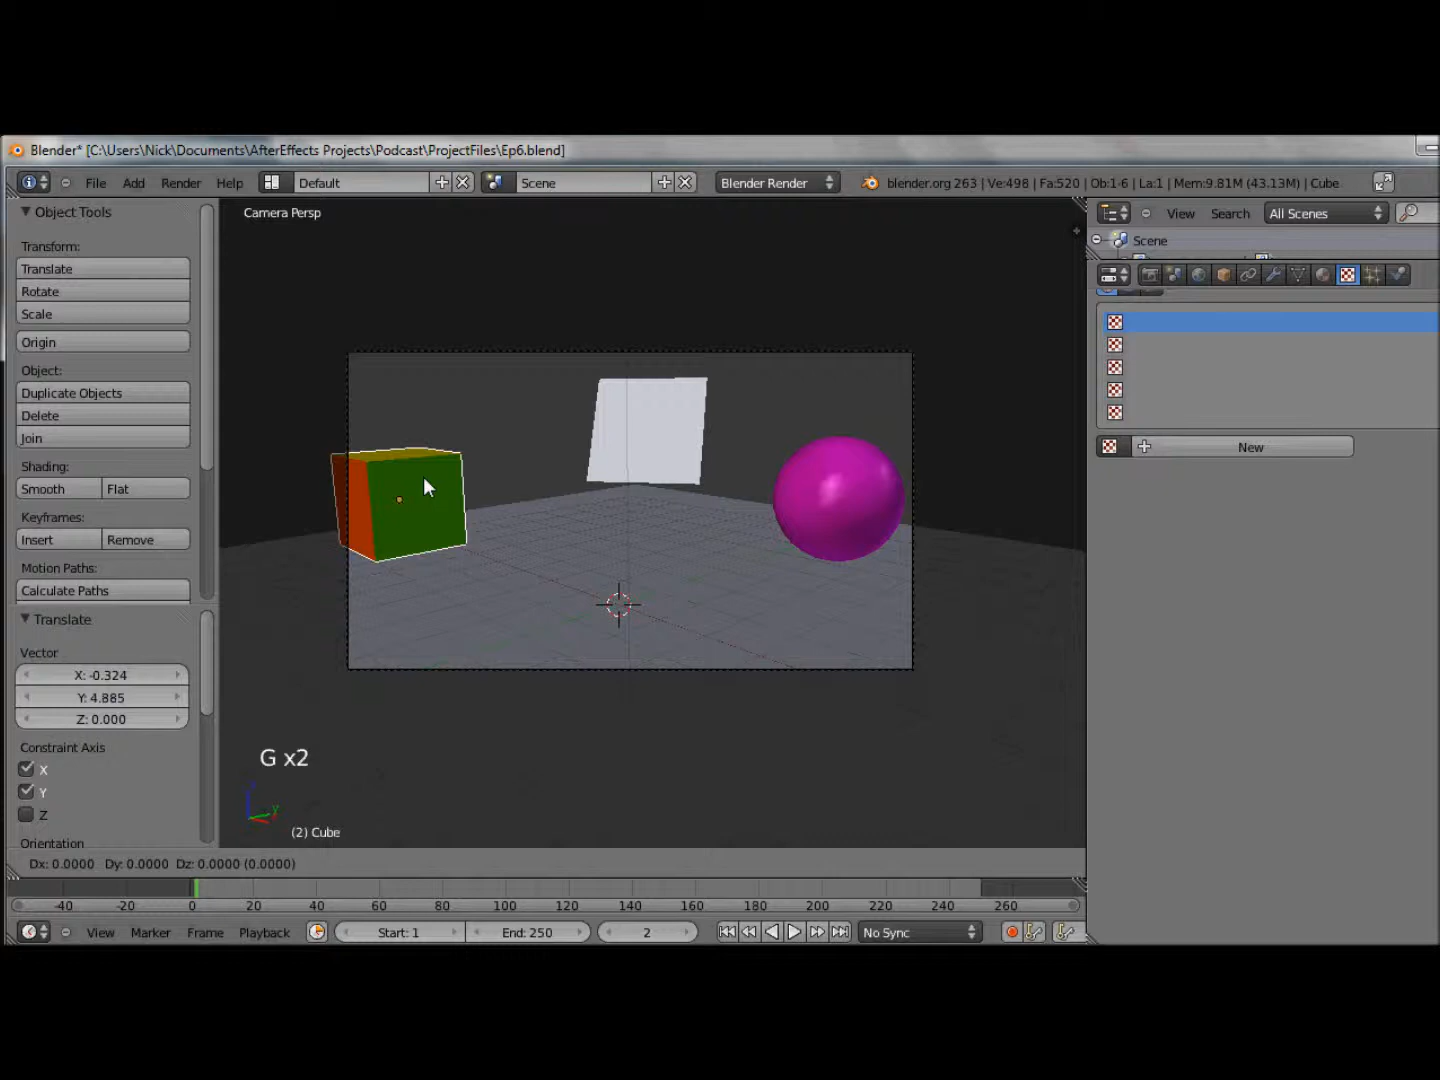 Blender* [C:\Users\Nick\Documents\AfterEffects Projects\Podcast\ProjectFiles\Ep6.blend]
File Add Render Help Default Scene Blender Render blender.org 263 | Ve:498 | Fa:520 | Ob:1-6 | La:1 | Mem:9.81M (43.13M) | Cube
Object Tools
Camera Persp
View Search All Scenes
Scene
Transform:
Translate
Rotate
Scale
Origin
Object:
Duplicate Objects
Delete
Join
New
Shading:
Smooth Flat
Keyframes:
Insert Remove
Motion Paths:
Calculate Paths
Translate
Vector
X: -0.324
Y: 4.885
Z: 0.000
Constraint Axis
X
Y
Z
Orientation
G x2
(2) Cube
Dx: 0.0000 Dy: 0.0000 Dz: 0.0000 (0.0000)
-40 -20 0 20 40 60 80 100 120 140 160 180 200 220 240 260
View Marker Frame Playback Start: 1 End: 250 2 No Sync